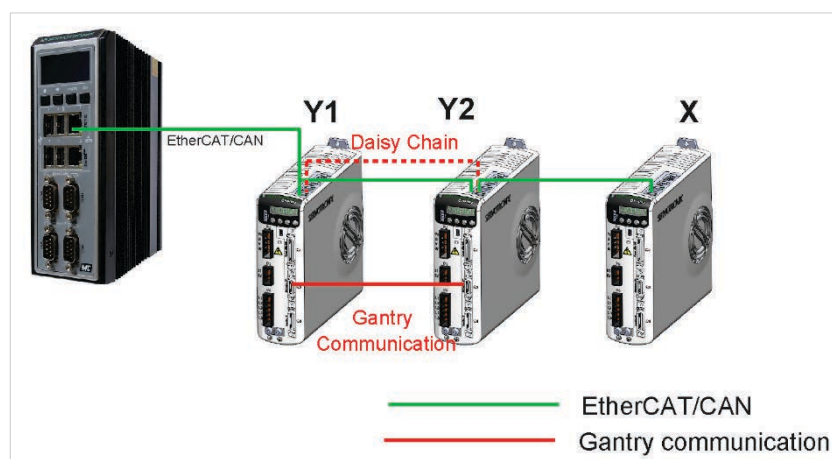 Y1
Y2
X
EtherCAT/CAN
Daisy Chain
Gantry
Communication
EtherCAT/CAN
Gantry communication